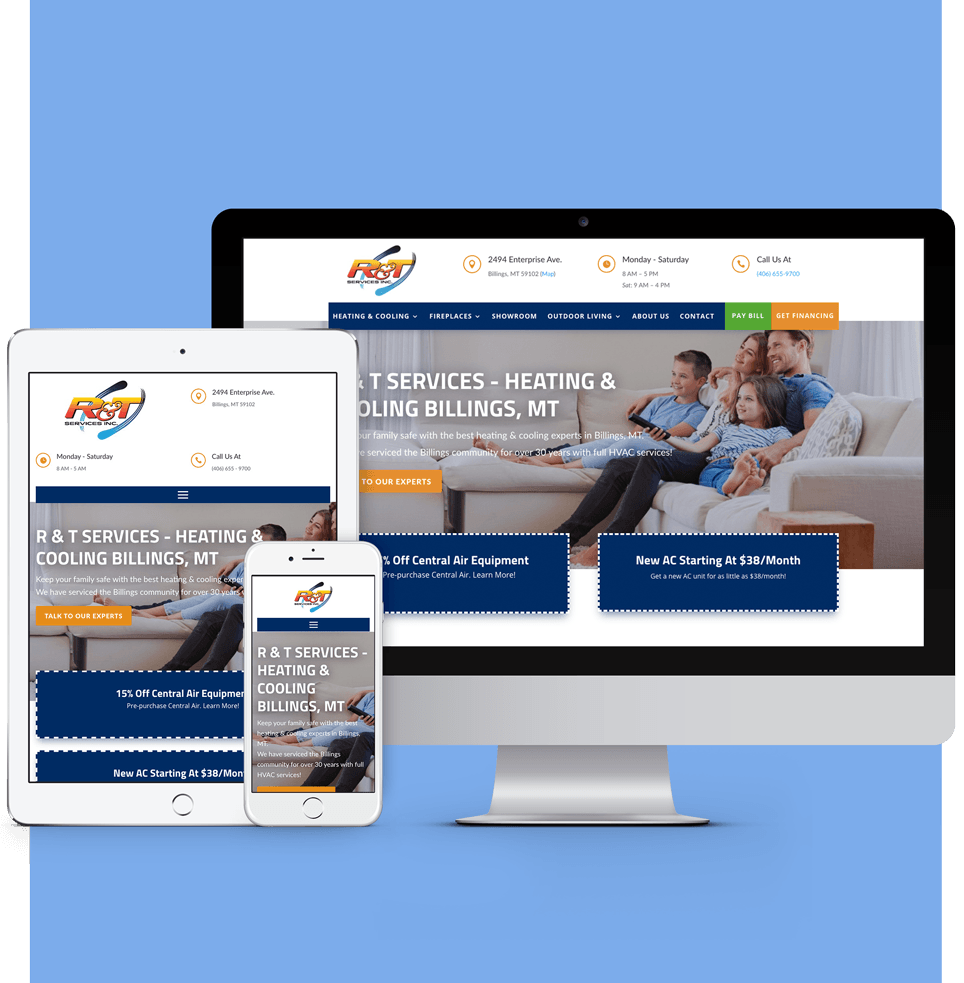 R&T
SERVICES INC.
2494 Enterprise Ave.
Billings, MT 59102 (Map)
Monday - Saturday
8 AM – 5 PM
Sat: 9 AM – 4 PM
Call Us At
(406) 655-9700
HEATING & COOLING
FIREPLACES
SHOWROOM
OUTDOOR LIVING
ABOUT US
CONTACT
PAY BILL
GET FINANCING
& T SERVICES - HEATING &
OLING BILLINGS, MT
our family safe with the best heating & cooling experts in Billings, MT.
e serviced the Billings community for over 30 years with full HVAC services!
TO OUR EXPERTS
% Off Central Air Equipment
Pre-purchase Central Air. Learn More!
New AC Starting At $38/Month
Get a new AC unit for as little as $38/month!
R&T
SERVICES INC.
2494 Enterprise Ave.
Billings, MT 59102
Monday - Saturday
8 AM - 5 AM
Call Us At
(406) 655 - 9700
R & T SERVICES - HEATING &
COOLING BILLINGS, MT
Keep your family safe with the best heating & cooling exper
We have serviced the Billings community for over 30 years
TALK TO OUR EXPERTS
15% Off Central Air Equipmen
Pre-purchase Central Air. Learn More!
New AC Starting At $38/Mon
R&T
SERVICES INC.
R & T SERVICES -
HEATING &
COOLING
BILLINGS, MT
Keep your family safe with the best
heating & cooling experts in Billings,
MT.
We have serviced the Billings
community for over 30 years with full
HVAC services!